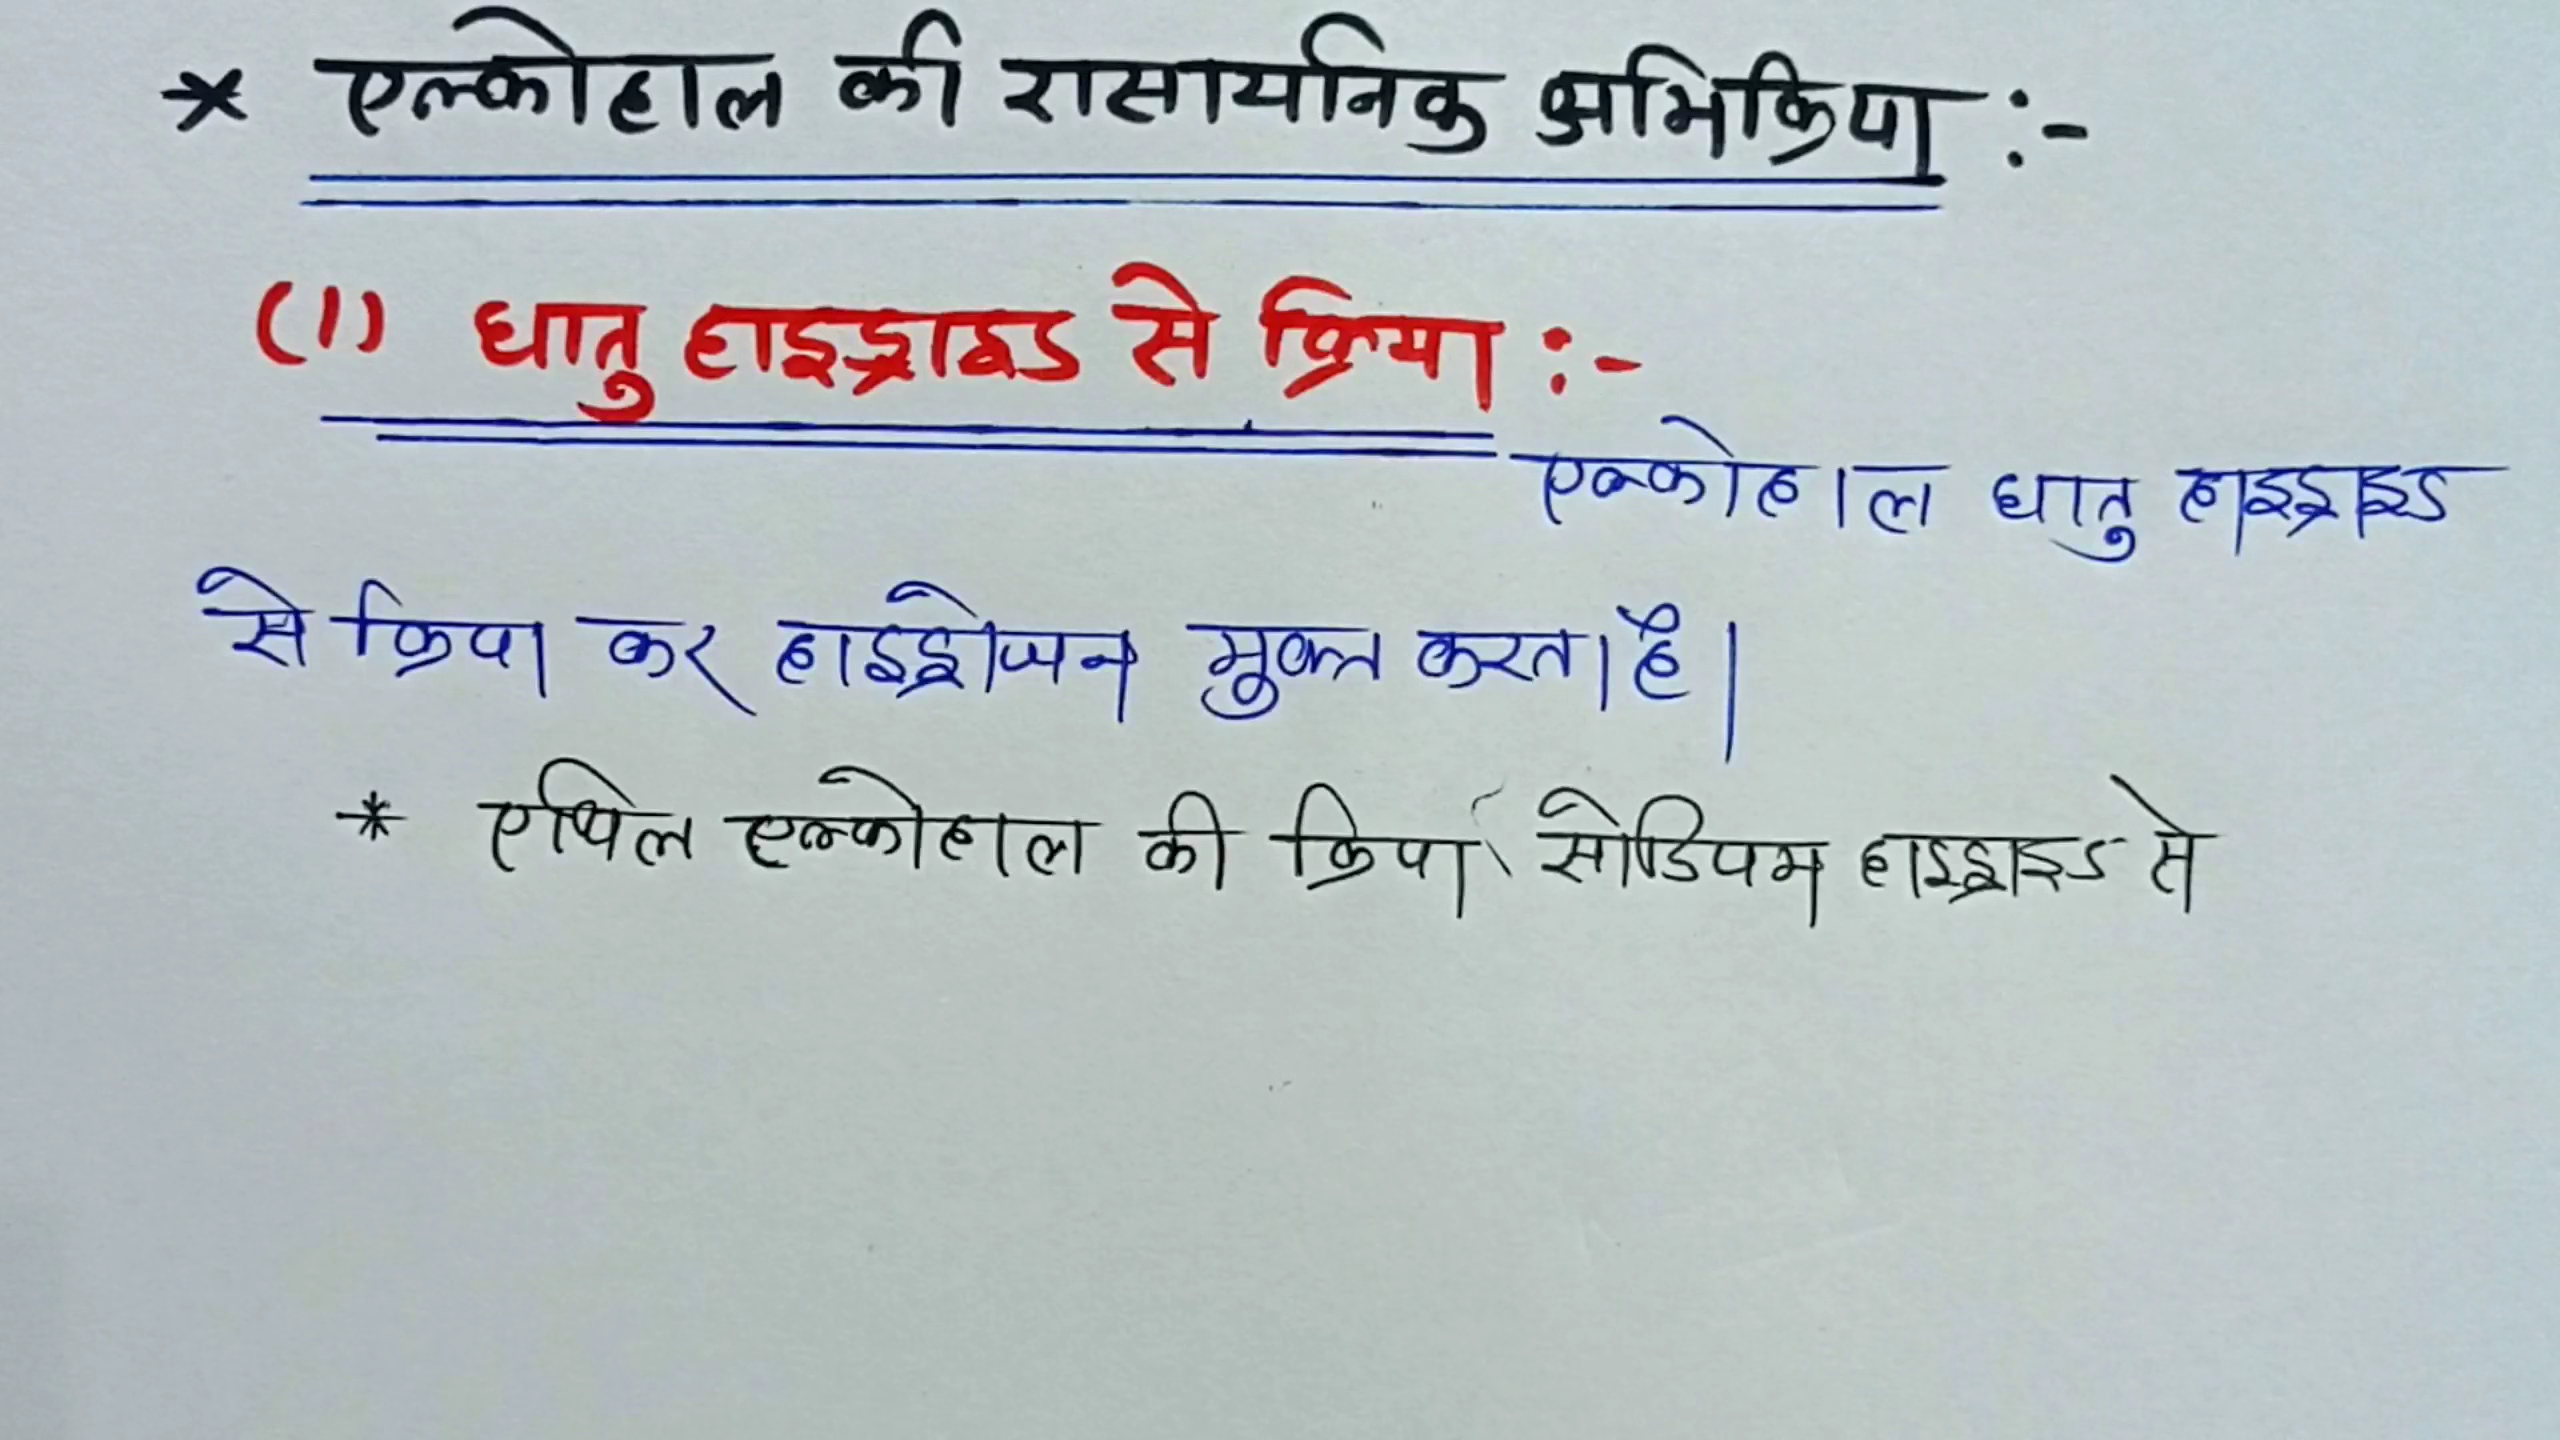 * एल्कोहाल की रासायनिक अभिक्रिया :-
(1) धातु हाइड्राइड से क्रिया :-
एल्कोहाल धातु हाइड्राइड
से क्रिया कर हाइड्रोजन मुक्त करता है।
* एथिल एल्कोहाल की क्रिया सोडियम हाइड्राइड से